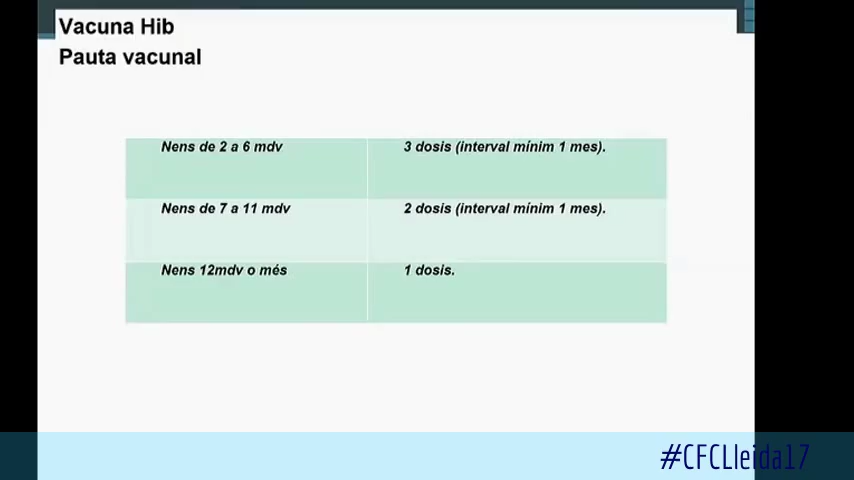 Vacuna Hib
Pauta vacunal
Nens de 2 a 6 mdv
3 dosis (interval mínim 1 mes).
Nens de 7 a 11 mdv
2 dosis (interval mínim 1 mes).
Nens 12mdv o més
1 dosis.
#CFCLleida17